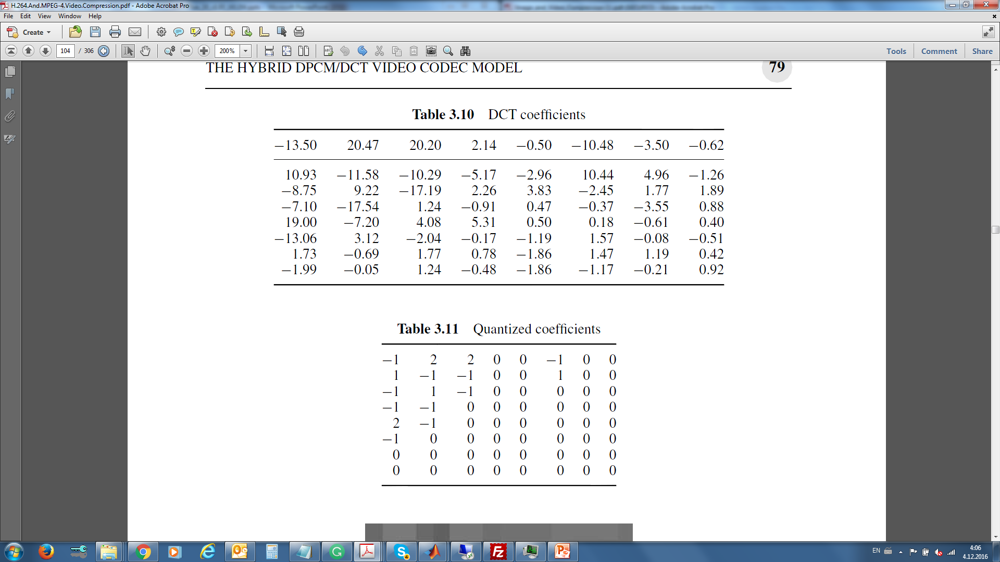 H.264.And.MPEG-4.Video.Compression.pdf - Adobe Acrobat Pro
File Edit View Window Help
Create
104 / 306 200% Tools Comment Share
THE HYBRID DPCM/DCT VIDEO CODEC MODEL 79
Table 3.10 DCT coefficients
−13.50 20.47 20.20 2.14 −0.50 −10.48 −3.50 −0.62
10.93 −11.58 −10.29 −5.17 −2.96 10.44 4.96 −1.26
−8.75 9.22 −17.19 2.26 3.83 −2.45 1.77 1.89
−7.10 −17.54 1.24 −0.91 0.47 −0.37 −3.55 0.88
19.00 −7.20 4.08 5.31 0.50 0.18 −0.61 0.40
−13.06 3.12 −2.04 −0.17 −1.19 1.57 −0.08 −0.51
1.73 −0.69 1.77 0.78 −1.86 1.47 1.19 0.42
−1.99 −0.05 1.24 −0.48 −1.86 −1.17 −0.21 0.92
Table 3.11 Quantized coefficients
−1 2 2 0 0 −1 0 0
1 −1 −1 0 0 1 0 0
−1 1 −1 0 0 0 0 0
−1 −1 0 0 0 0 0 0
2 −1 0 0 0 0 0 0
−1 0 0 0 0 0 0 0
0 0 0 0 0 0 0 0
0 0 0 0 0 0 0 0
EN
4:06
4.12.2016